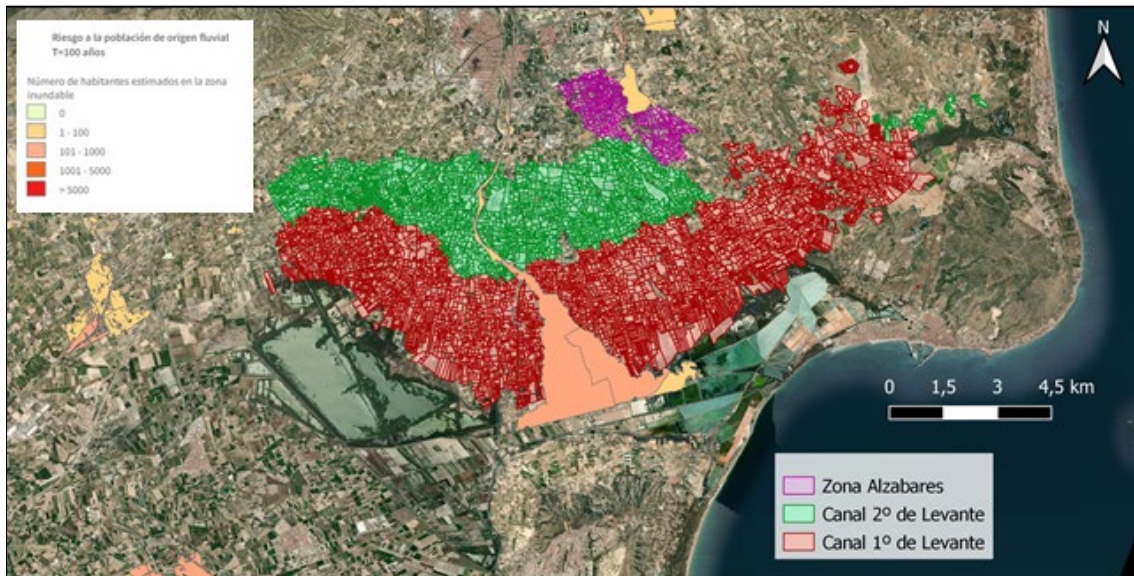 Riesgo a la población de origen fluvial
T=100 años
Número de habitantes estimados en la zona
inundable
0
1 - 100
101 - 1000
1001 - 5000
> 5000
N
0 1,5 3 4,5 km
Zona Alzabares
Canal 2º de Levante
Canal 1º de Levante